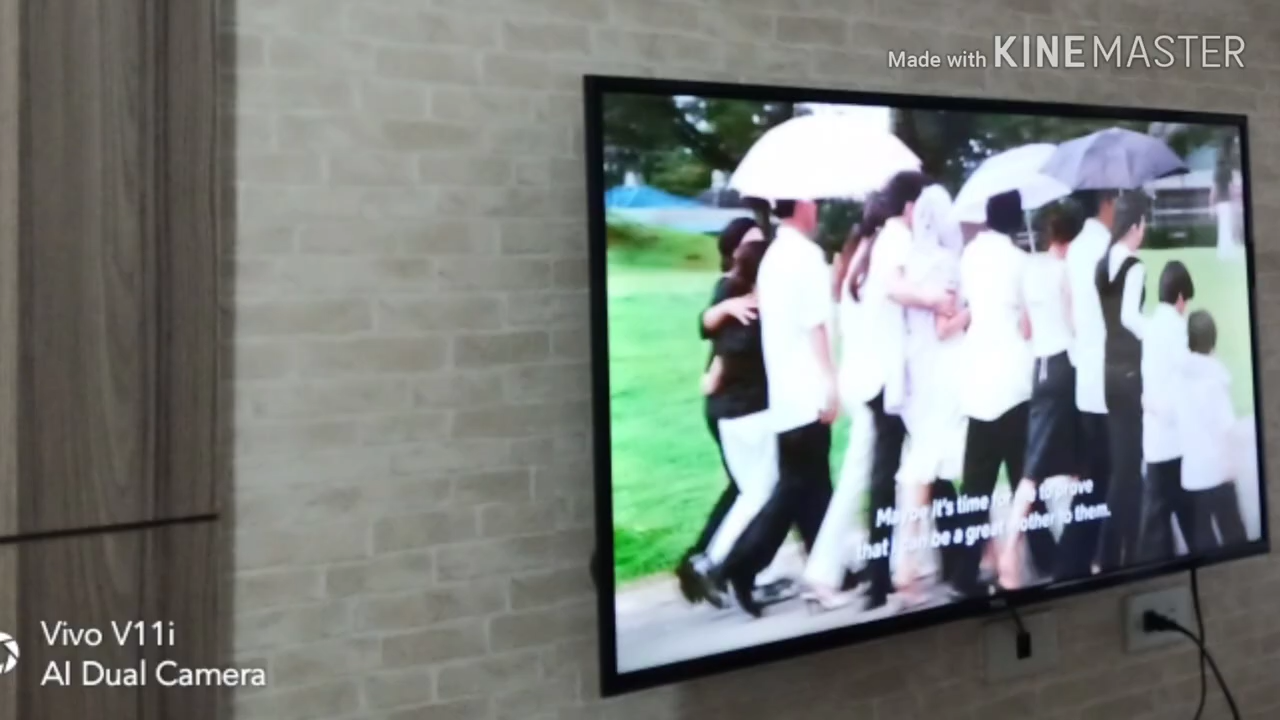 Made with KINEMASTER
Maybe it's time for me to prove
that I can be a great mother to them.
Vivo V11i
AI Dual Camera